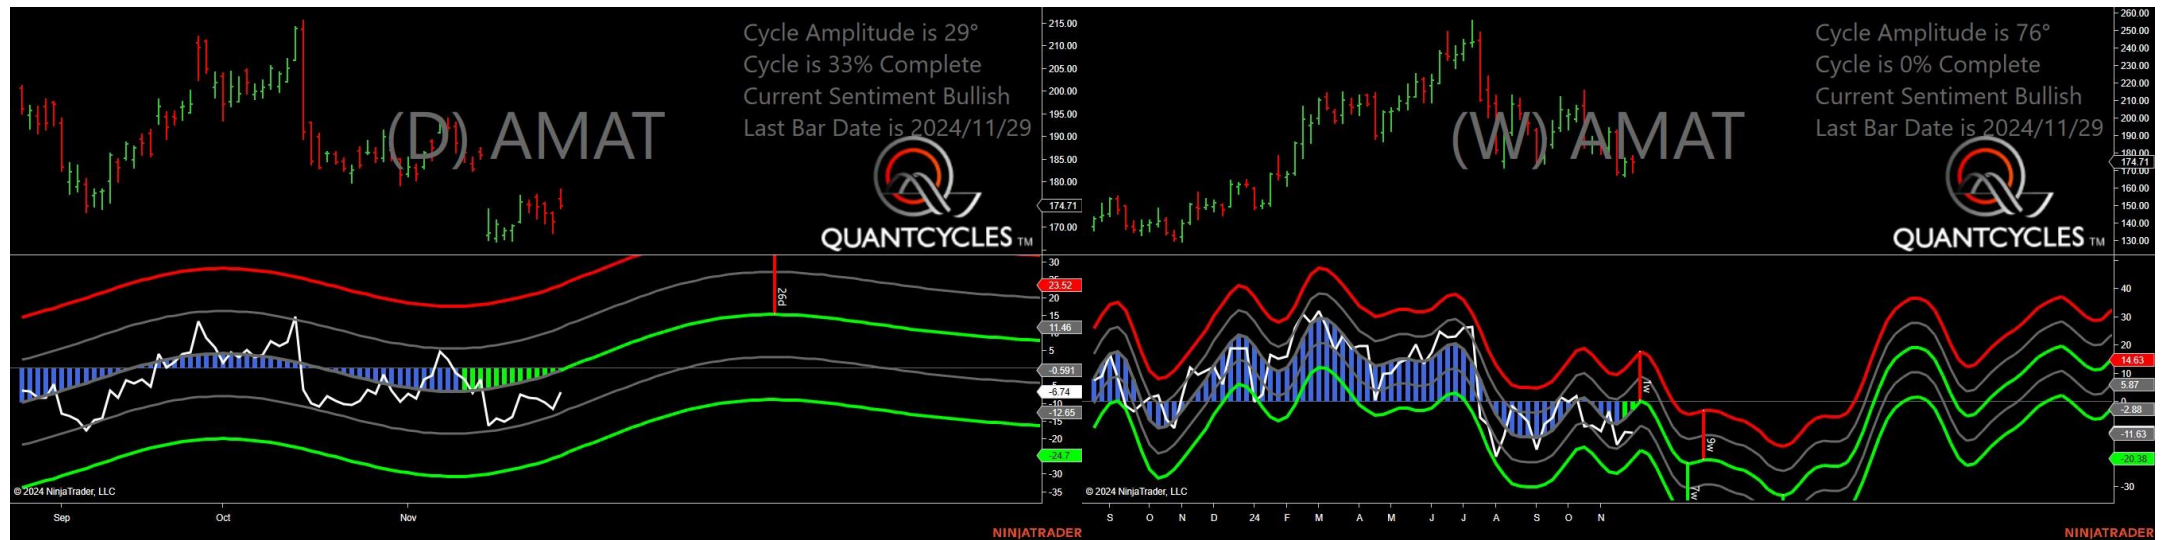 Cycle Amplitude is 29°
Cycle is 33% Complete
Current Sentiment Bullish
Last Bar Date is 2024/11/29
(D) AMAT
QUANTCYCLES TM
215.00
210.00
205.00
200.00
195.00
190.00
185.00
180.00
174.71
170.00
30
23.52
20
15
11.46
5
-0.591
-6.74
-12.65
-15
-20
-24.7
-30
-35
26d
© 2024 NinjaTrader, LLC
Sep Oct Nov
NINJATRADER
Cycle Amplitude is 76°
Cycle is 0% Complete
Current Sentiment Bullish
Last Bar Date is 2024/11/29
(W) AMAT
QUANTCYCLES TM
260.00
250.00
240.00
230.00
220.00
210.00
200.00
190.00
180.00
174.71
170.00
160.00
150.00
140.00
130.00
40
30
20
14.63
10
5.87
0
-2.88
-11.63
-20.38
-30
1w
9w
7w
© 2024 NinjaTrader, LLC
S O N D 24 F M A M J J A S O N
NINJATRADER